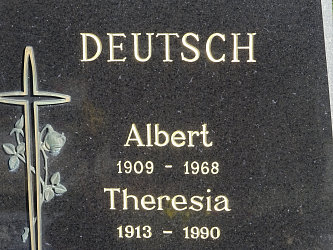 DEUTSCH
Albert
1909 - 1968
Theresia
1913 - 1990